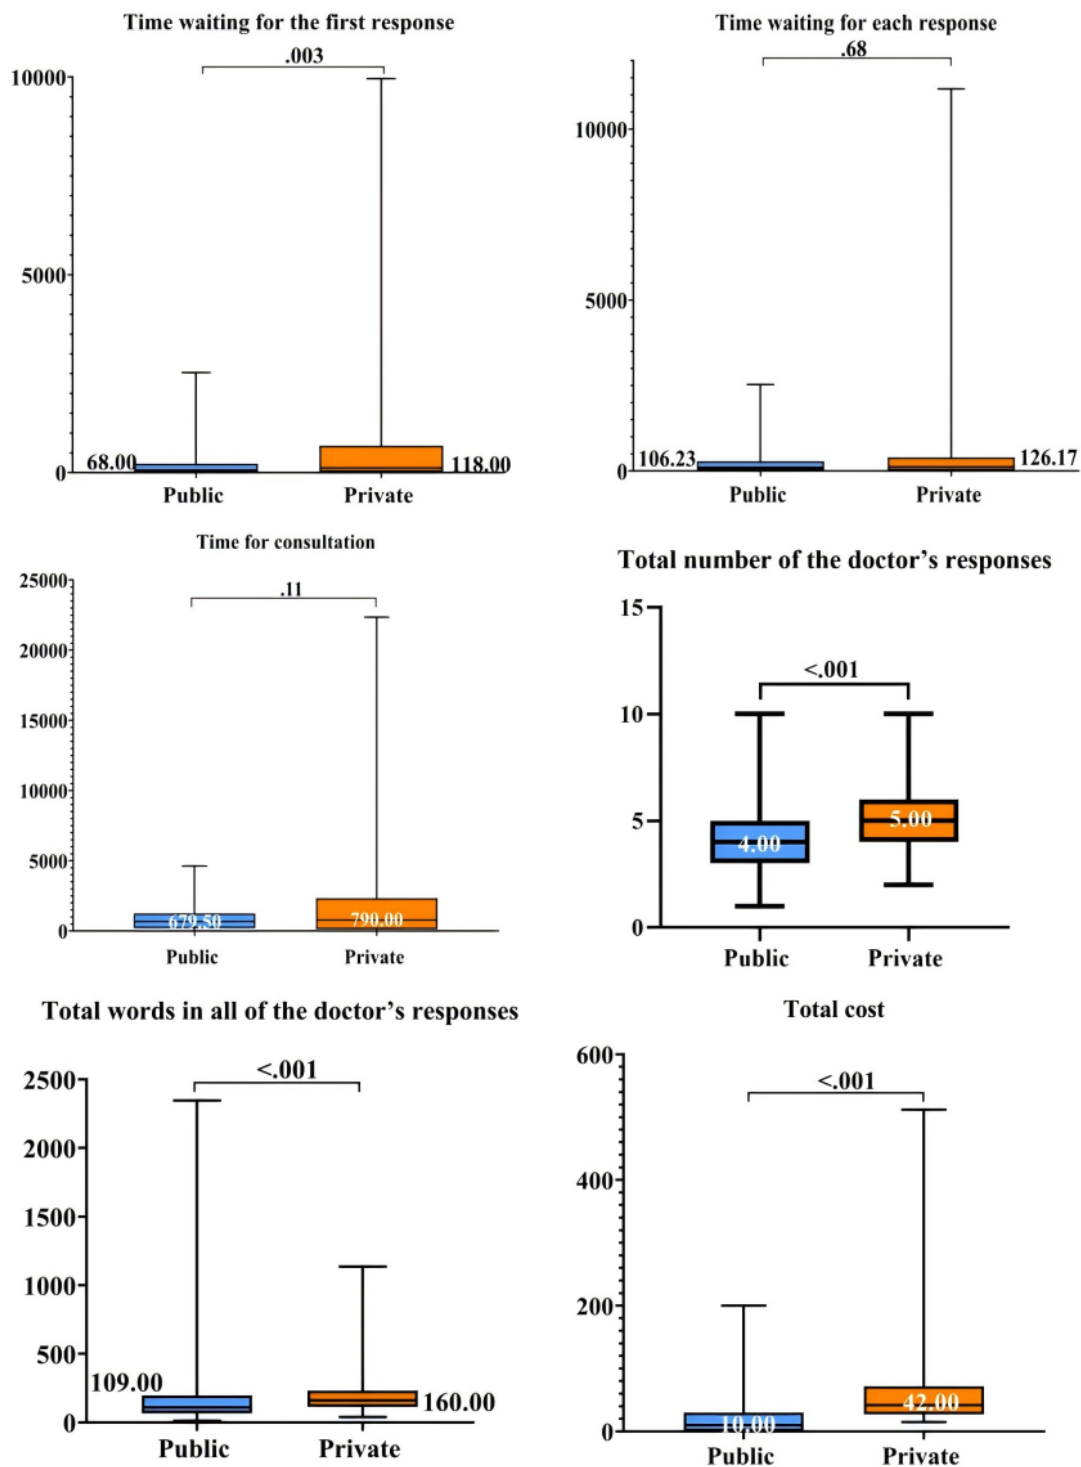 Time waiting for the first response
.003
10000
5000
0
68.00
118.00
Public
Private
Time waiting for each response
.68
10000
5000
0
106.23
126.17
Public
Private
Time for consultation
.11
25000
20000
15000
10000
5000
0
679.50
790.00
Public
Private
Total number of the doctor’s responses
<.001
15
10
5
0
4.00
5.00
Public
Private
Total words in all of the doctor’s responses
<.001
2500
2000
1500
1000
500
0
109.00
160.00
Public
Private
Total cost
<.001
600
400
200
0
10.00
42.00
Public
Private